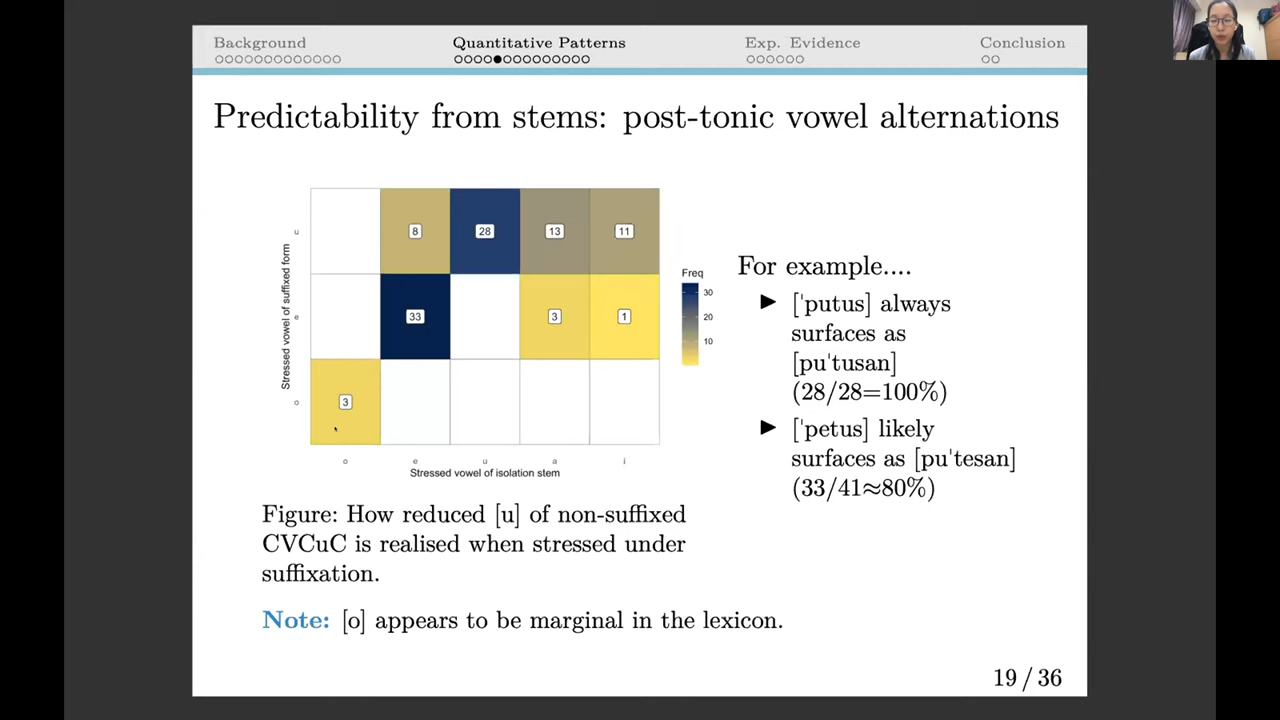 Background Quantitative Patterns Exp. Evidence Conclusion
Predictability from stems: post-tonic vowel alternations
Stressed vowel of suffixed form
u
e
o
8 28 13 11
33 3 1
3
o e u a i
Stressed vowel of isolation stem
Freq
30
20
10
For example....
[ˈputus] always
surfaces as
[puˈtusan]
(28/28=100%)
[ˈpetus] likely
surfaces as [puˈtesan]
(33/41≈80%)
Figure: How reduced [u] of non-suffixed
CVCuC is realised when stressed under
suffixation.
Note: [o] appears to be marginal in the lexicon.
19 / 36